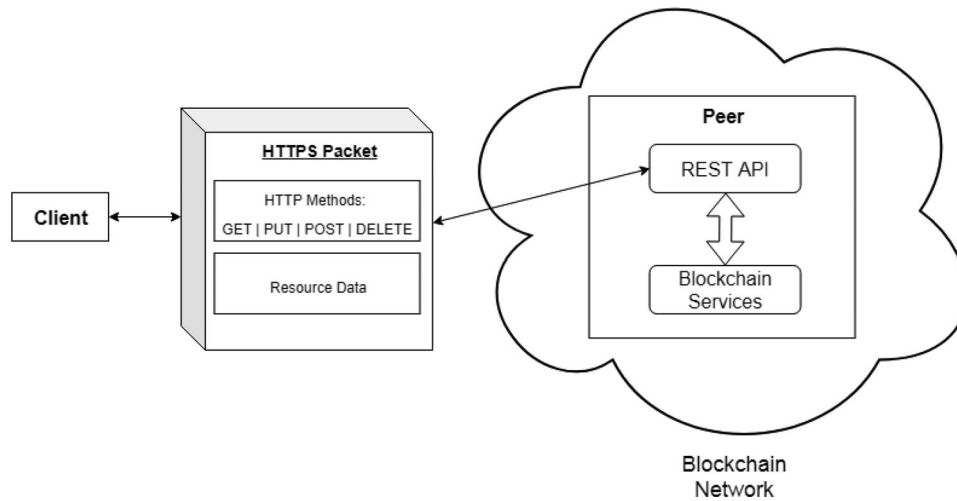 Client
HTTPS Packet
HTTP Methods:
GET | PUT | POST | DELETE
Resource Data
Peer
REST API
Blockchain
Services
Blockchain
Network